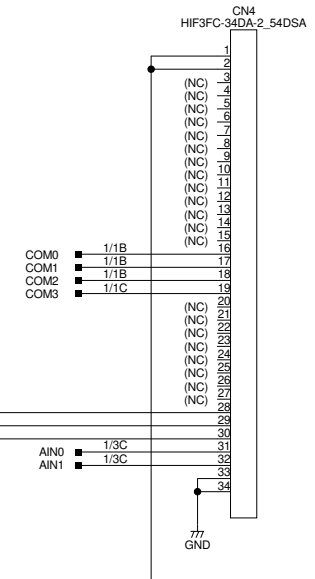 CN4
HIF3FC-34DA-2_54DSA
1
2
(NC) 3
(NC) 4
(NC) 5
(NC) 6
(NC) 7
(NC) 8
(NC) 9
(NC) 10
(NC) 11
(NC) 12
(NC) 13
(NC) 14
(NC) 15
COM0 1/1B 16
COM1 1/1B 17
COM2 1/1B 18
COM3 1/1C 19
(NC) 20
(NC) 21
(NC) 22
(NC) 23
(NC) 24
(NC) 25
(NC) 26
(NC) 27
28
29
30
AIN0 1/3C 31
AIN1 1/3C 32
33
34
GND